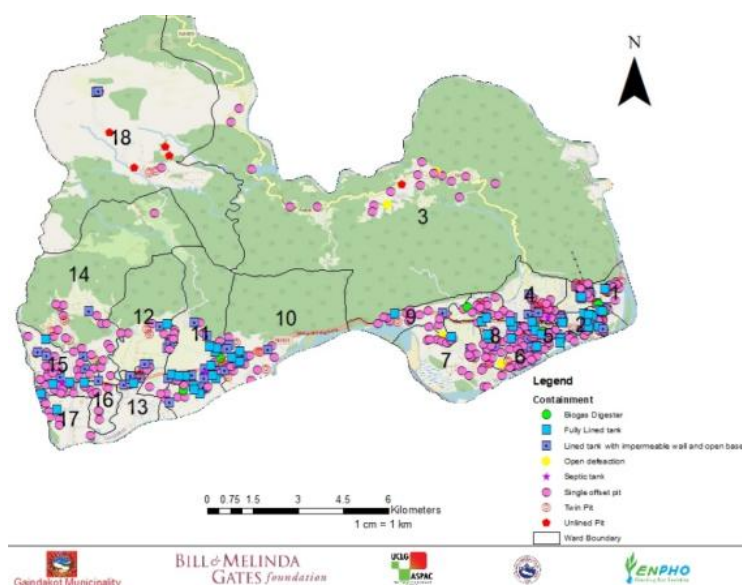 N
18
3
14
12
11
10
9
4
1
15
8
5
2
7
6
16
13
17
Legend
Containment
Biogas Digester
Fully Lined tank
Lined tank with impermeable wall and open base
Open defeaction
Septic tank
Single offset pit
Twin Pit
Unlined Pit
Ward Boundary
0 0.75 1.5 3 4.5 6
Kilometers
1 cm = 1 km
Gaindakot Municipality
BILL & MELINDA
GATES foundation
UCLG
ASPAC
ENPHO